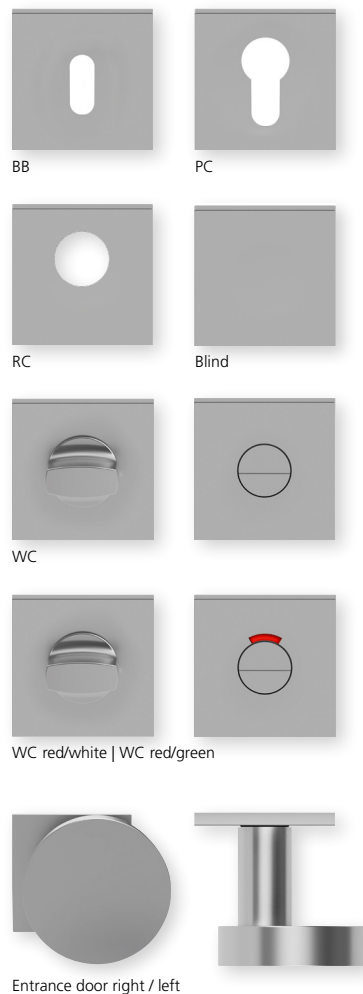 BB
PC
RC
Blind
WC
WC red/white | WC red/green
Entrance door right / left